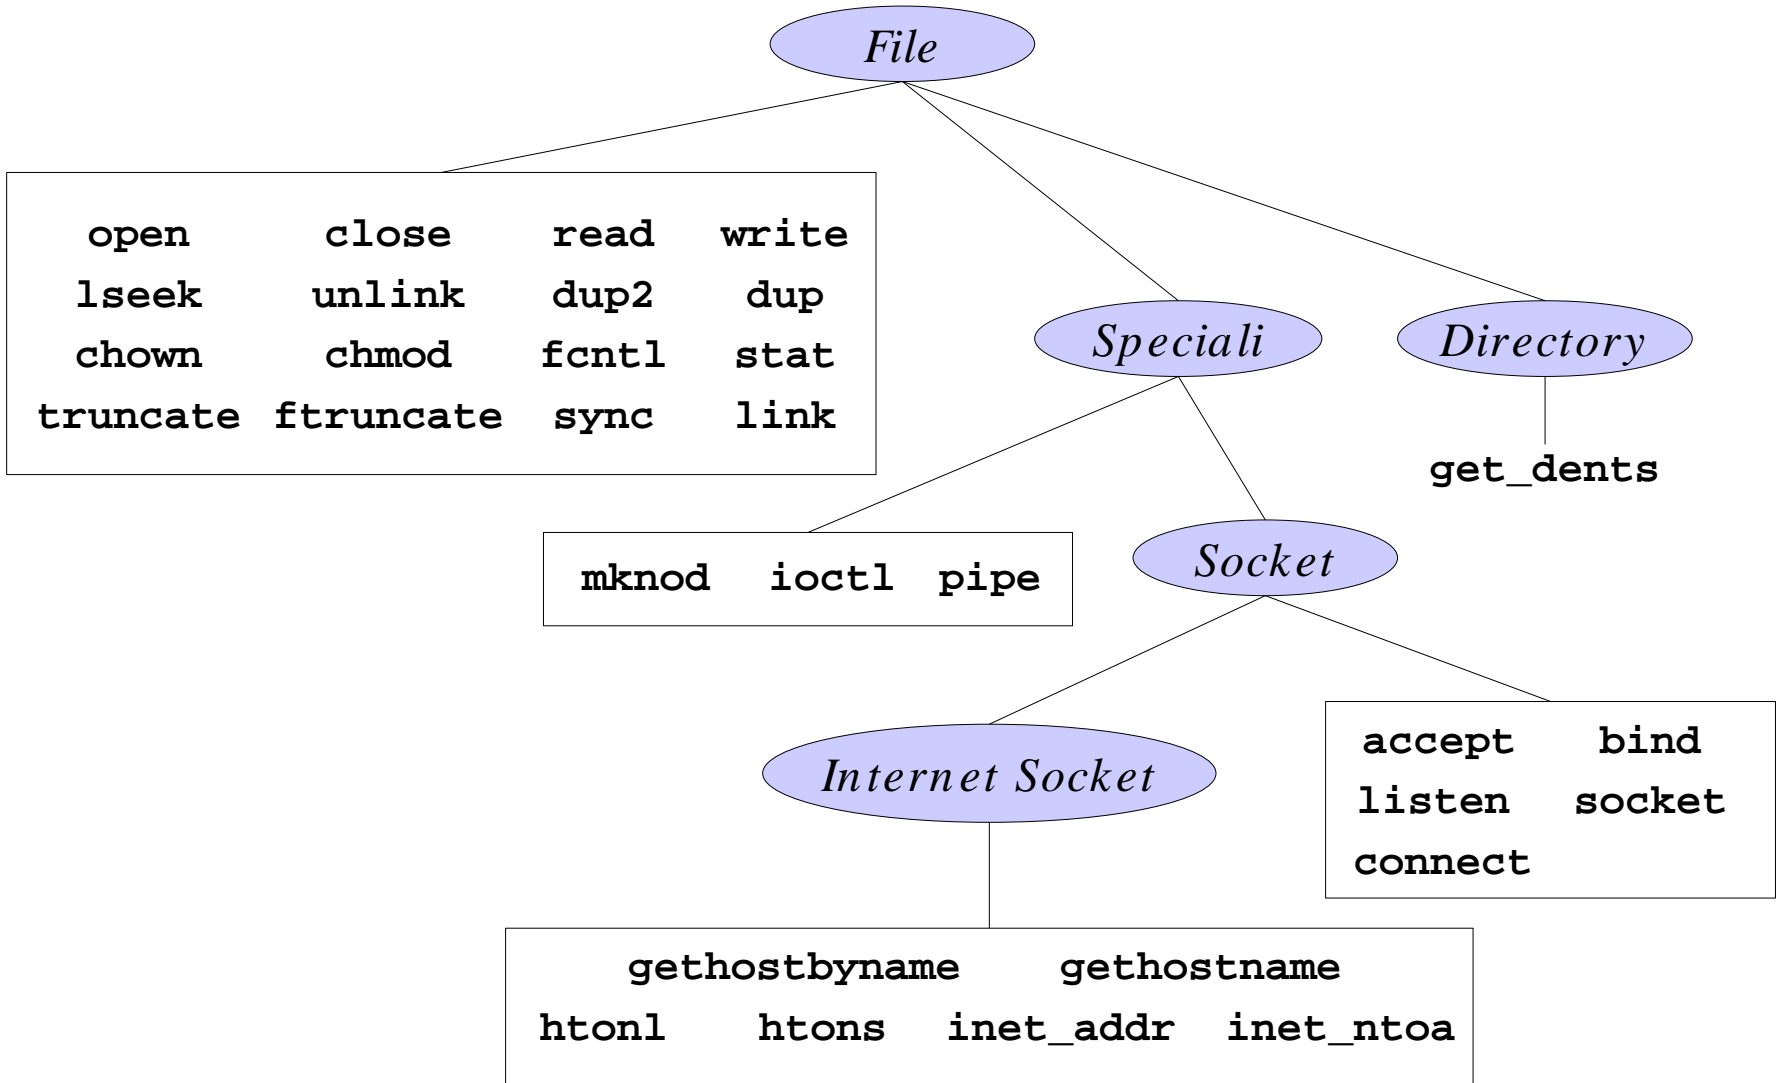 File
open close read write
lseek unlink dup2 dup
chown chmod fcntl stat
truncate ftruncate sync link
Speciali
Directory
get_dents
mknod ioctl pipe
Socket
Internet Socket
accept bind
listen socket
connect
gethostbyname gethostname
htonl htons inet_addr inet_ntoa